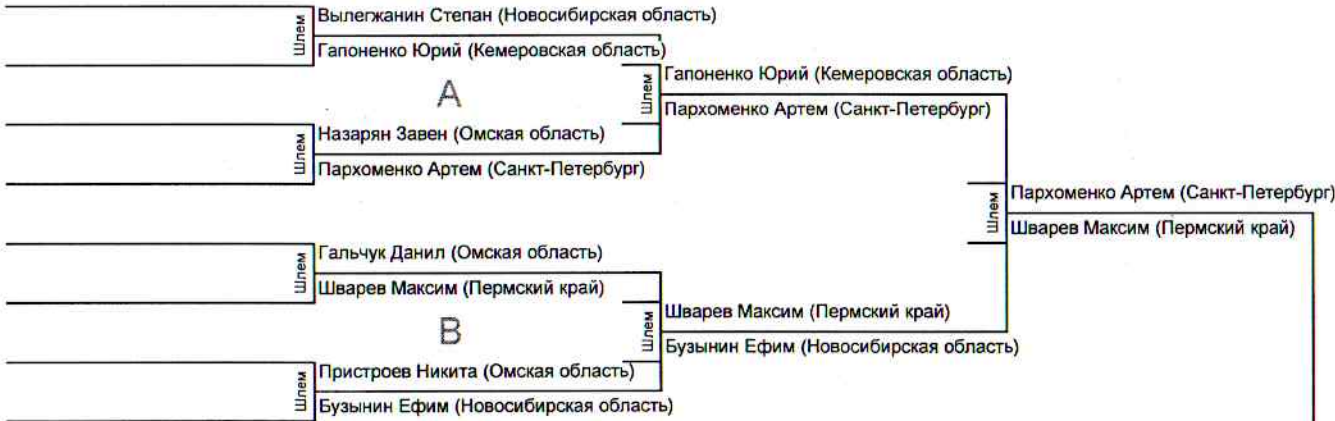 Шлем
Вылегжанин Степан (Новосибирская область)
Гапоненко Юрий (Кемеровская область)
A
Шлем
Гапоненко Юрий (Кемеровская область)
Пархоменко Артем (Санкт-Петербург)
Шлем
Назарян Завен (Омская область)
Пархоменко Артем (Санкт-Петербург)
Шлем
Пархоменко Артем (Санкт-Петербург)
Шварев Максим (Пермский край)
Шлем
Гальчук Данил (Омская область)
Шварев Максим (Пермский край)
B
Шлем
Шварев Максим (Пермский край)
Бузынин Ефим (Новосибирская область)
Шлем
Пристроев Никита (Омская область)
Бузынин Ефим (Новосибирская область)